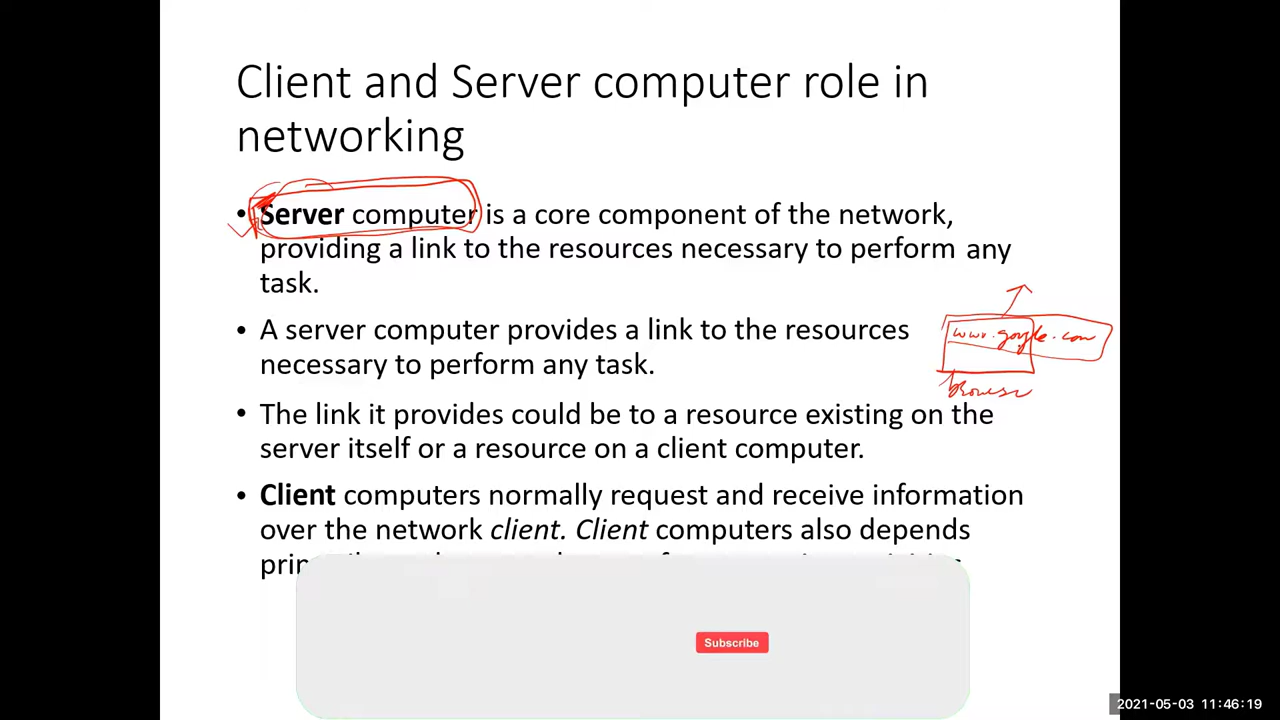 Client and Server computer role in
networking
• Server computer is a core component of the network,
providing a link to the resources necessary to perform any
task.
www.google.com
• A server computer provides a link to the resources
necessary to perform any task.
Browser
• The link it provides could be to a resource existing on the
server itself or a resource on a client computer.
• Client computers normally request and receive information
over the network client. Client computers also depends
Subscribe
2021-05-03 11:46:19